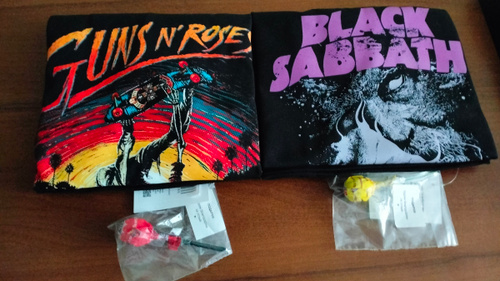 GUNS N' ROSES
BLACK
SABBATH